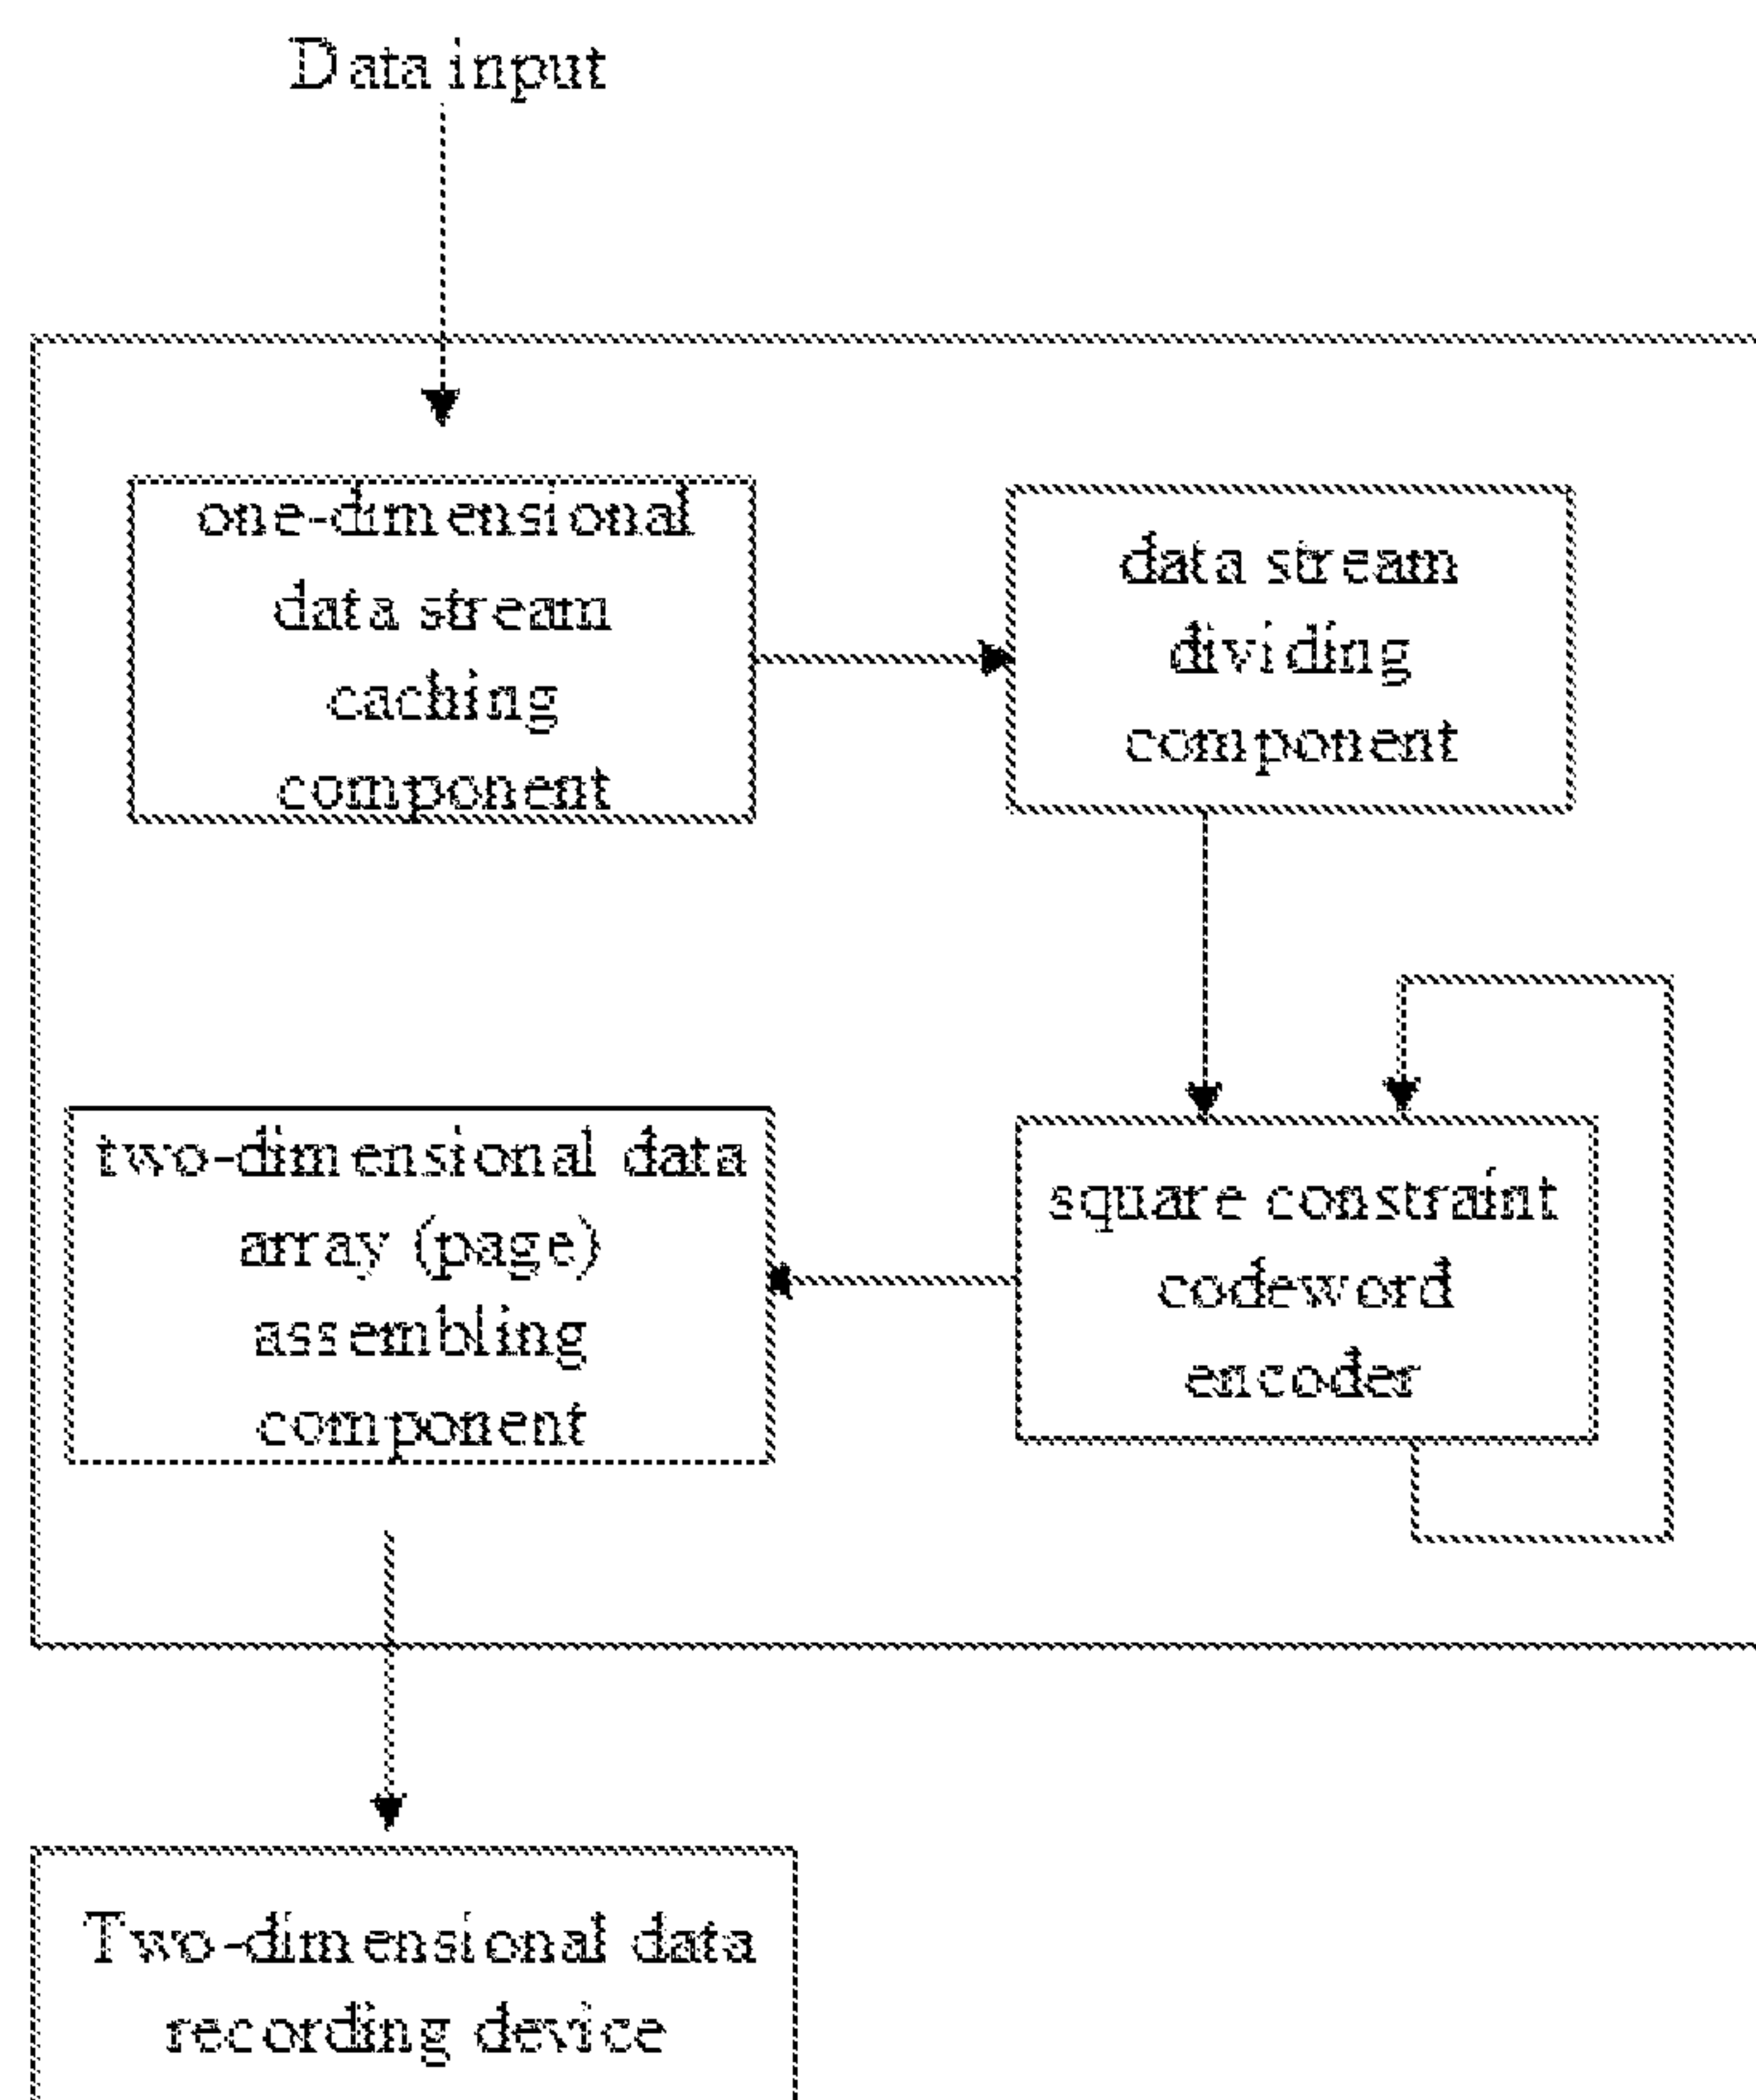 Data input
one-dimensional
data stream
caching
component
data stream
dividing
component
two-dimensional data
array (page)
assembling
component
square constraint
codeword
encoder
Two-dimensional data
recording device